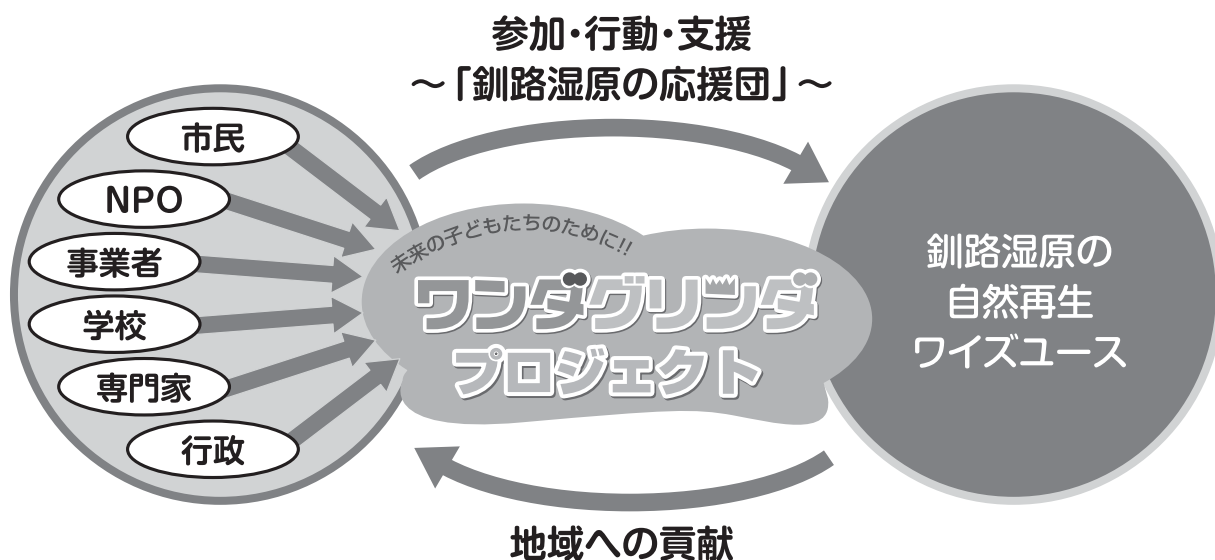 参加・行動・支援
～「釧路湿原の応援団」～
市民
NPO
事業者
学校
専門家
行政
未来の子どもたちのために!!
ワンダグリンダ
プロジェクト
釧路湿原の
自然再生
ワイズユース
地域への貢献